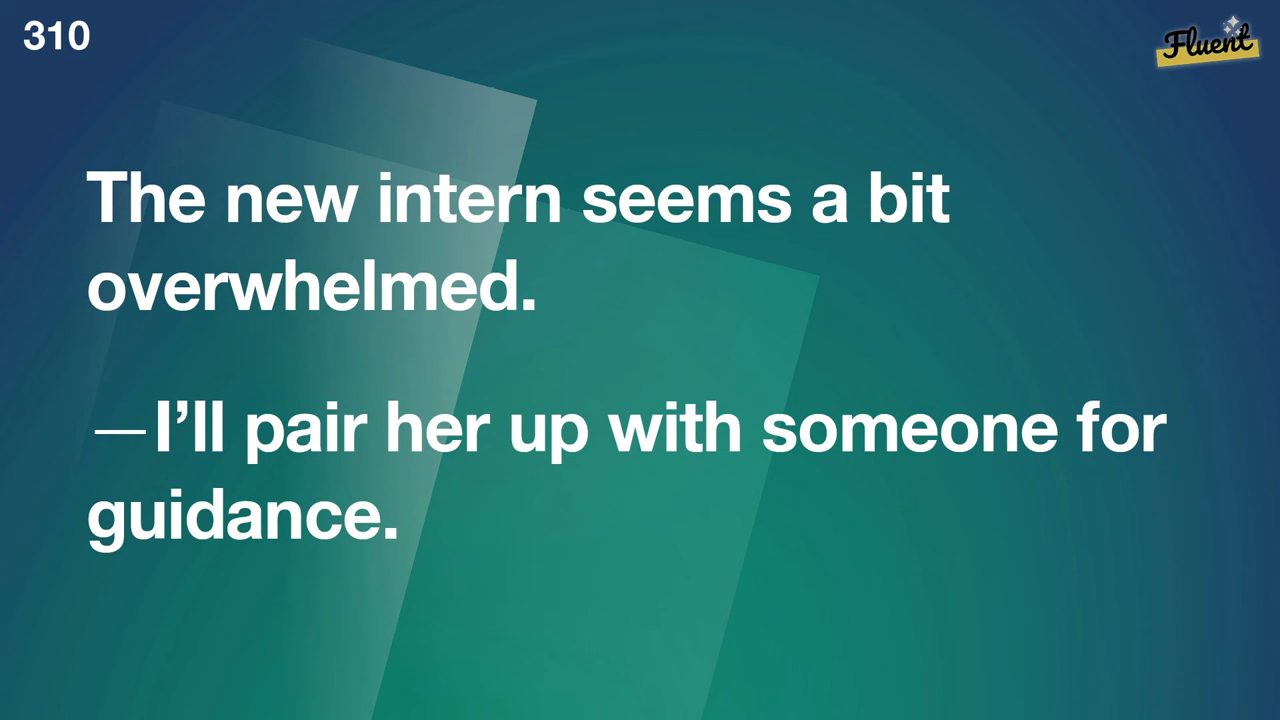 310
Fluent
The new intern seems a bit
overwhelmed.
—I’ll pair her up with someone for
guidance.